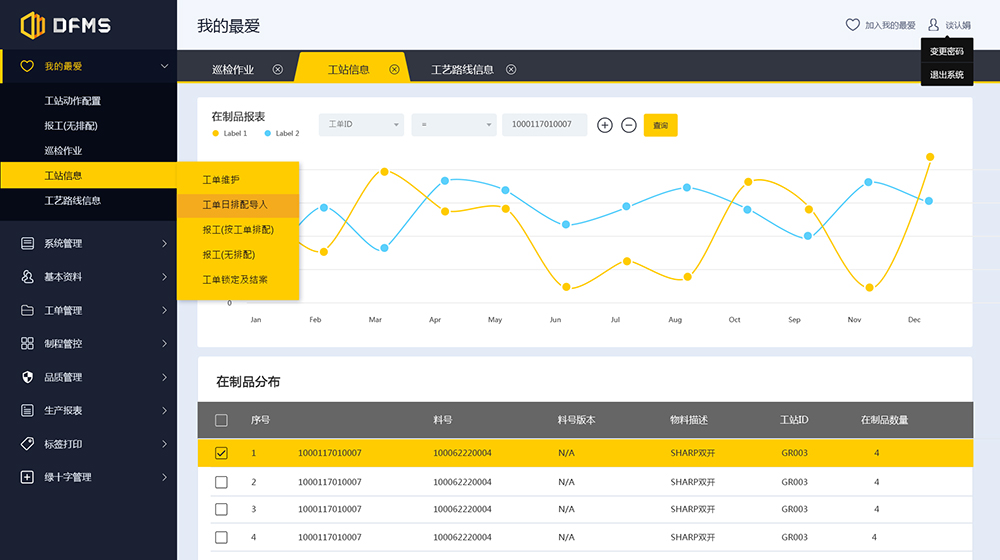 DFMS
我的最爱
加入我的最爱
谈认娟
变更密码
退出系统
我的最爱
工站动作配置
报工(无排配)
巡检作业
工站信息
工艺路线信息
系统管理
基本资料
工单管理
制程管控
品质管理
生产报表
标签打印
绿十字管理
工单维护
工单日排配导入
报工(按工单排配)
报工(无排配)
工单锁定及结案
巡检作业
工站信息
工艺路线信息
在制品报表
Label 1
Label 2
工单ID
=
1000117010007
查询
0
Jan Feb Mar Apr May Jun Jul Aug Oct Sep Nov Dec
在制品分布
序号 料号 料号版本 物料描述 工站ID 在制品数量
1 1000117010007 100062220004 N/A SHARP双开 GR003 4
2 1000117010007 100062220004 N/A SHARP双开 GR003 4
3 1000117010007 100062220004 N/A SHARP双开 GR003 4
4 1000117010007 100062220004 N/A SHARP双开 GR003 4